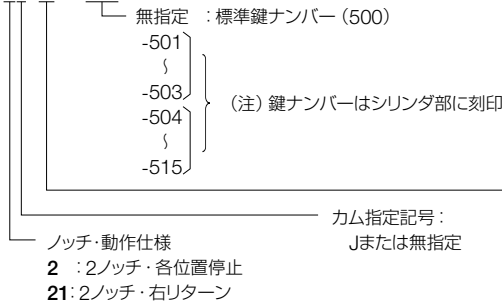 無指定 :標準鍵ナンバー(500)
-501
〜
-503
(注)鍵ナンバーはシリンダ部に刻印
-504
〜
-515
カム指定記号:
Jまたは無指定
ノッチ・動作仕様
2 :2ノッチ・各位置停止
21:2ノッチ・右リターン